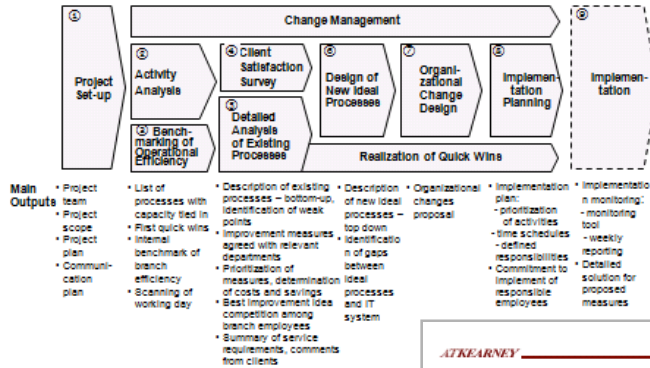 ①
Project
Set-up
Change Management
②
Activity
Analysis
③ Bench-
marking of
Operational
Efficiency
④ Client
Satisfaction
Survey
⑤
Detailed
Analysis
of Existing
Processes
⑥
Design of
New Ideal
Processes
⑦
Organi-
zational
Change
Design
⑧
Implemen-
tation
Planning
Realization of Quick Wins
⑨
Implemen-
tation
Main
Outputs
• Project
team
• Project
scope
• Project
plan
• Communi-
cation
plan
• List of
processes with
capacity tied in
• First quick wins
• Internal
benchmark of
branch
efficiency
• Scanning of
working day
• Description of existing
processes – bottom-up,
identification of weak
points
• Improvement measures
agreed with relevant
departments
• Prioritization of
measures, determination
of costs and savings
• Best improvement idea
competition among
branch employees
• Summary of service
requirements, comments
from clients
• Description
of new ideal
processes –
top down
• Identificatio
n of gaps
between
ideal
processes
and IT
system
• Organizational
changes
proposal
• Implementation
plan:
- prioritization
of activities
- time schedules
- defined
responsibilities
• Commitment to
implement of
responsible
employees
• Implementatio
n monitoring:
- monitoring
tool
- weekly
reporting
• Detailed
solution for
proposed
measures
ATKEARNEY